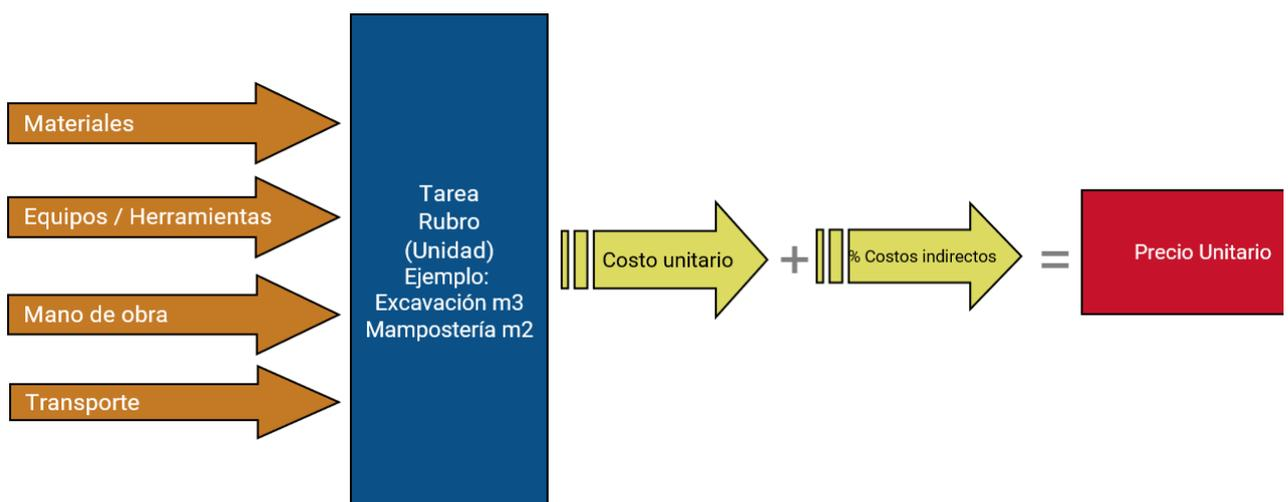 Materiales
Equipos / Herramientas
Mano de obra
Transporte
Tarea
Rubro
(Unidad)
Ejemplo:
Excavación m3
Mampostería m2
Costo unitario
+
% Costos indirectos
=
Precio Unitario